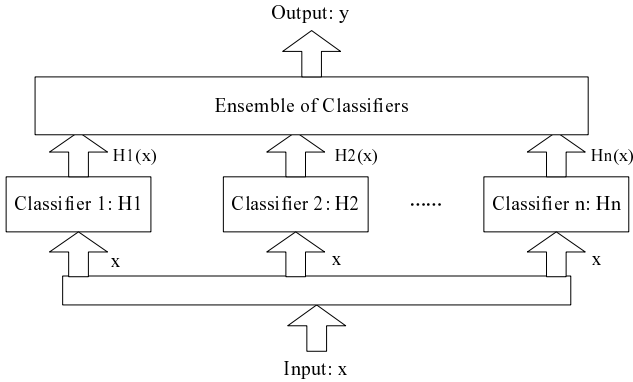 Output: y
Ensemble of Classifiers
H1(x) H2(x) Hn(x)
Classifier 1: H1 Classifier 2: H2 ...... Classifier n: Hn
x x x
Input: x